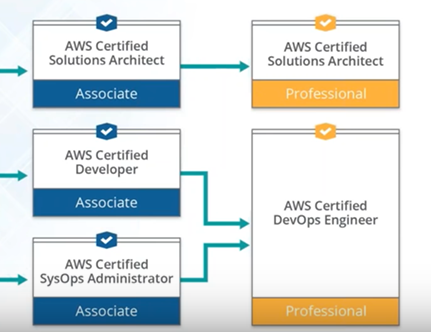 AWS Certified
Solutions Architect
Associate
AWS Certified
Solutions Architect
Professional
AWS Certified
Developer
Associate
AWS Certified
SysOps Administrator
Associate
AWS Certified
DevOps Engineer
Professional